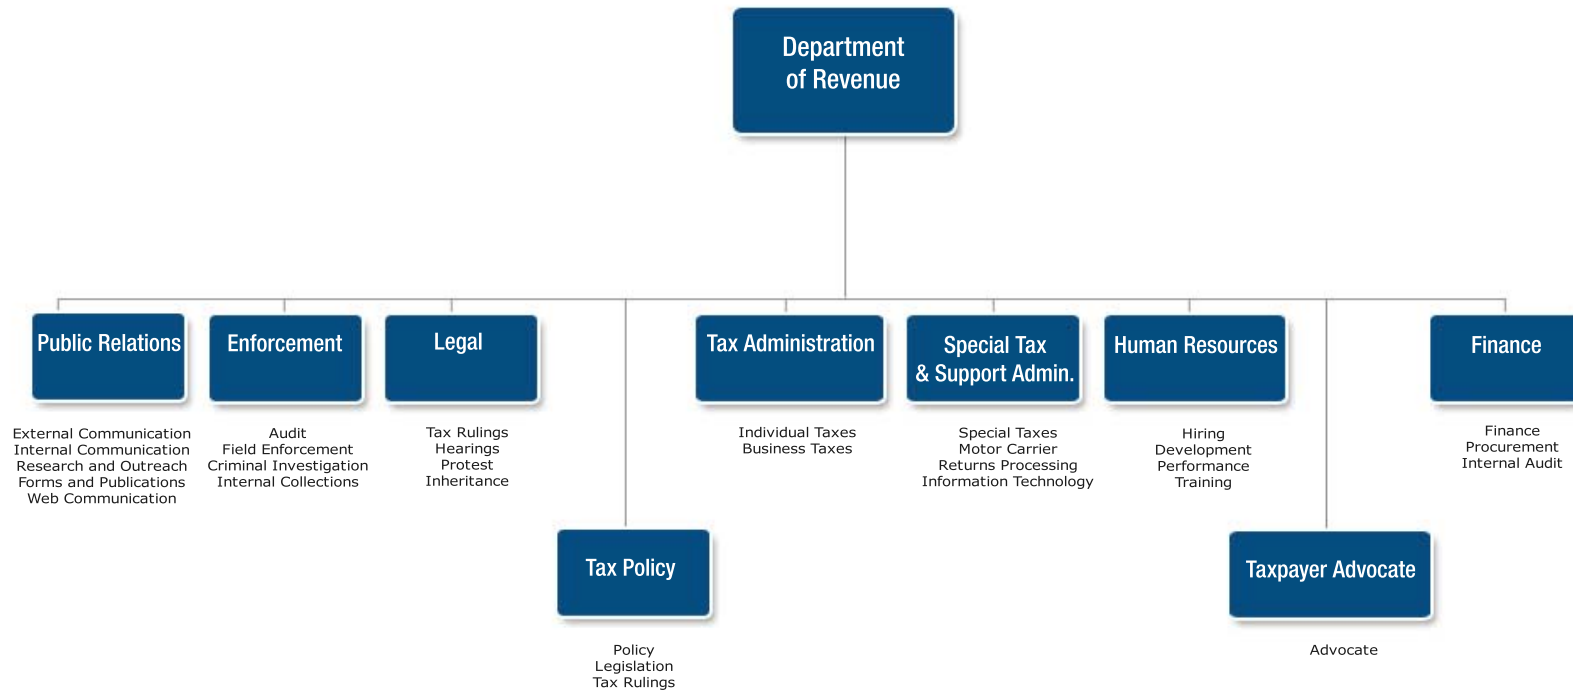 Department
of Revenue
Public Relations
External Communication
Internal Communication
Research and Outreach
Forms and Publications
Web Communication
Enforcement
Audit
Field Enforcement
Criminal Investigation
Internal Collections
Legal
Tax Rulings
Hearings
Protest
Inheritance
Tax Policy
Policy
Legislation
Tax Rulings
Tax Administration
Individual Taxes
Business Taxes
Special Tax
& Support Admin.
Special Taxes
Motor Carrier
Returns Processing
Information Technology
Human Resources
Hiring
Development
Performance
Training
Taxpayer Advocate
Advocate
Finance
Finance
Procurement
Internal Audit